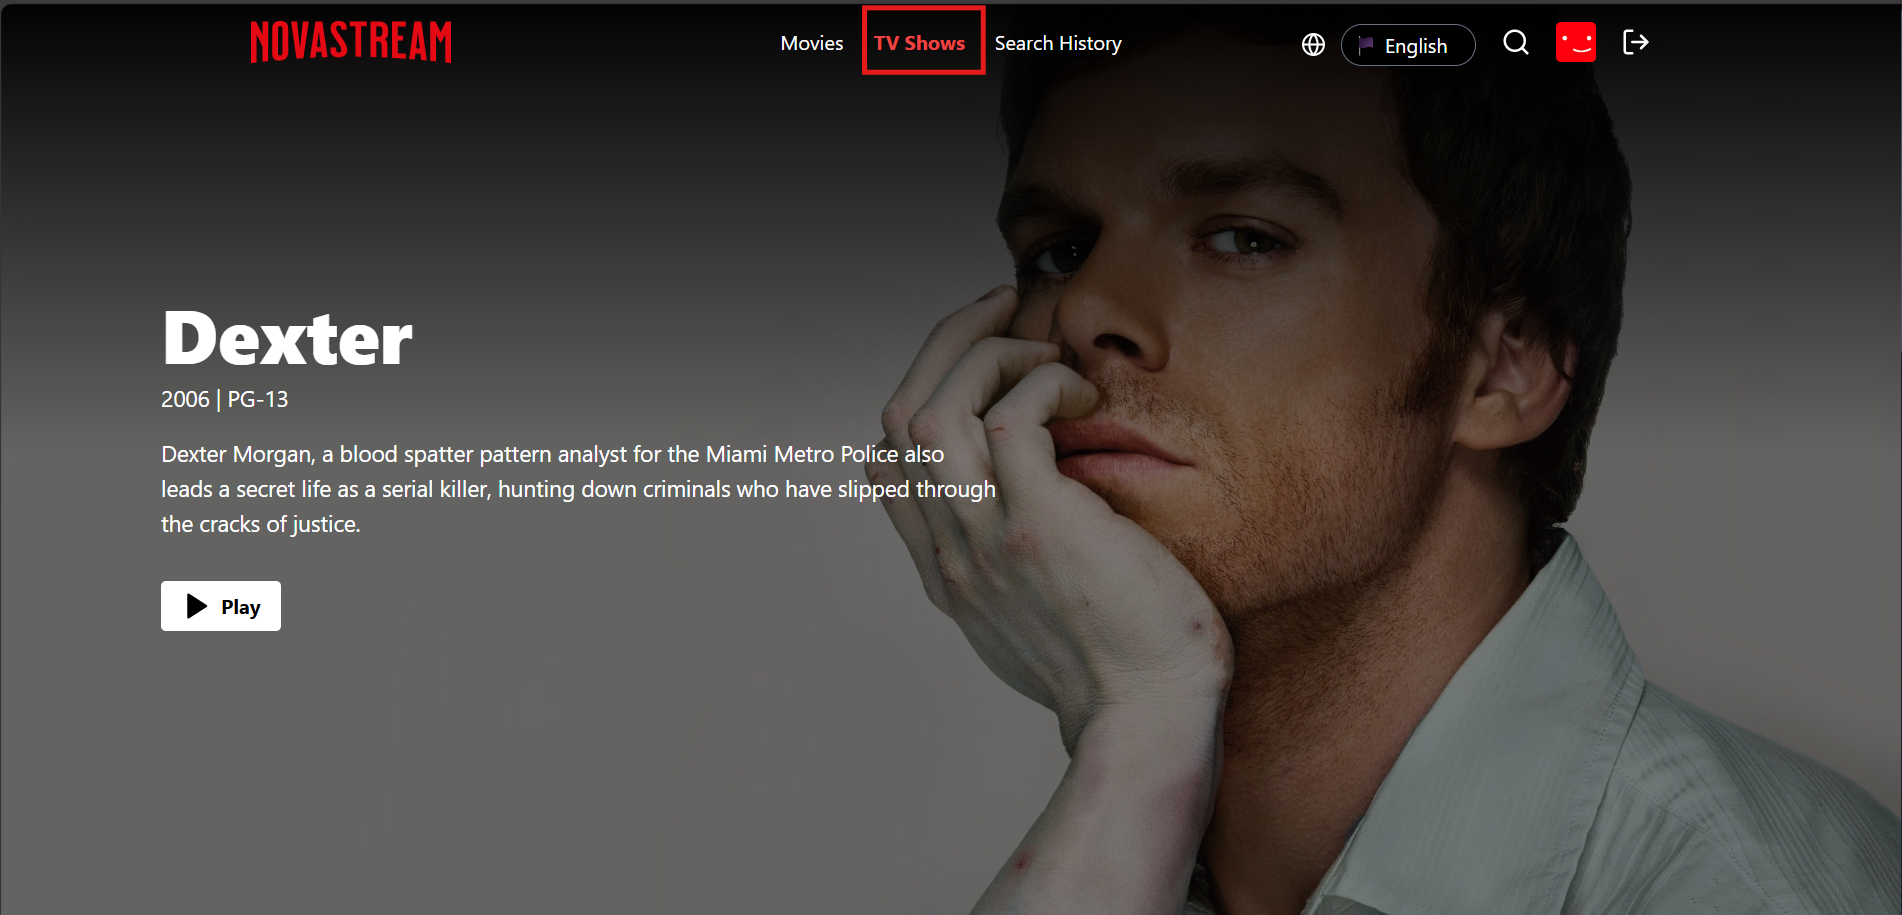 NOVASTREAM
Movies
TV Shows
Search History
English
Dexter
2006 | PG-13
Dexter Morgan, a blood spatter pattern analyst for the Miami Metro Police also
leads a secret life as a serial killer, hunting down criminals who have slipped through
the cracks of justice.
Play